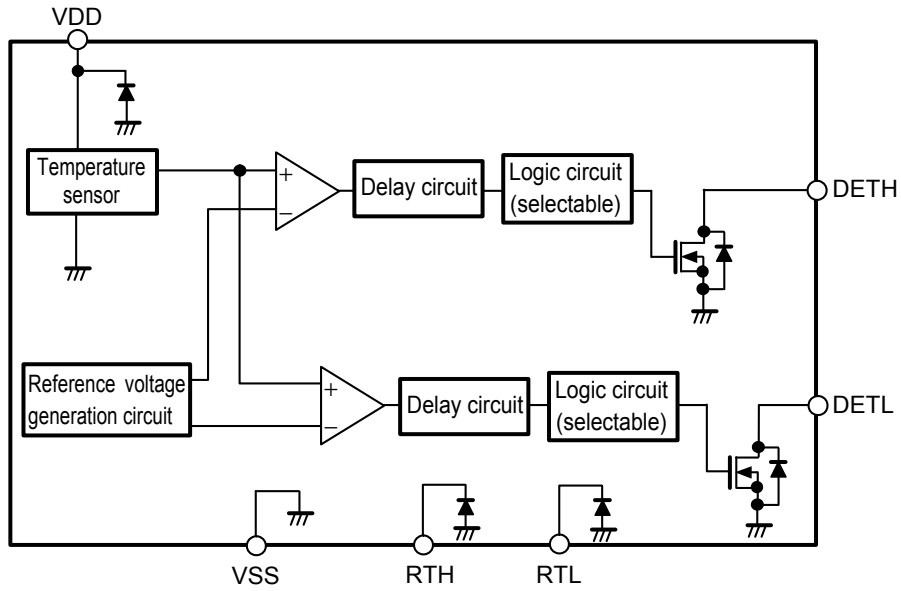 VDD
Temperature
sensor
+
−
Delay circuit
Logic circuit
(selectable)
DETH
Reference voltage
generation circuit
+
−
Delay circuit
Logic circuit
(selectable)
DETL
VSS
RTH
RTL